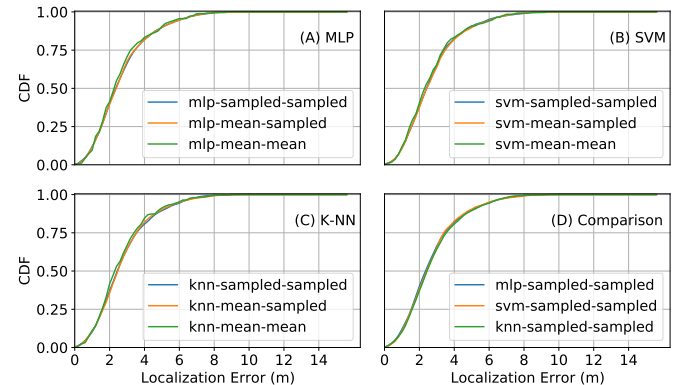 1.00
0.75
0.50
0.25
0.00
CDF
(A) MLP
mlp-sampled-sampled
mlp-mean-sampled
mlp-mean-mean
(B) SVM
svm-sampled-sampled
svm-mean-sampled
svm-mean-mean
1.00
0.75
0.50
0.25
0.00
CDF
(C) K-NN
knn-sampled-sampled
knn-mean-sampled
knn-mean-mean
0 2 4 6 8 10 12 14
Localization Error (m)
(D) Comparison
mlp-sampled-sampled
svm-sampled-sampled
knn-sampled-sampled
0 2 4 6 8 10 12 14
Localization Error (m)